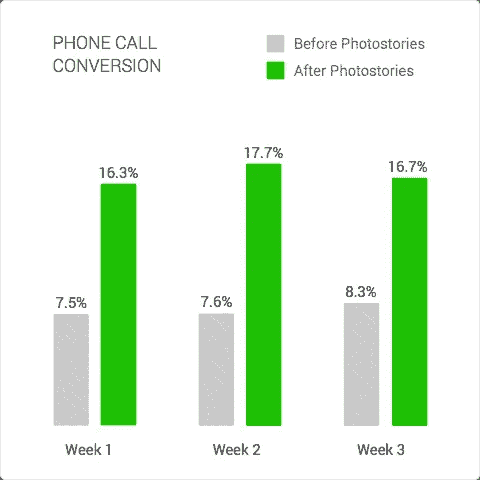 PHONE CALL
CONVERSION
Before Photostories
After Photostories
7.5%
16.3%
7.6%
17.7%
8.3%
16.7%
Week 1
Week 2
Week 3